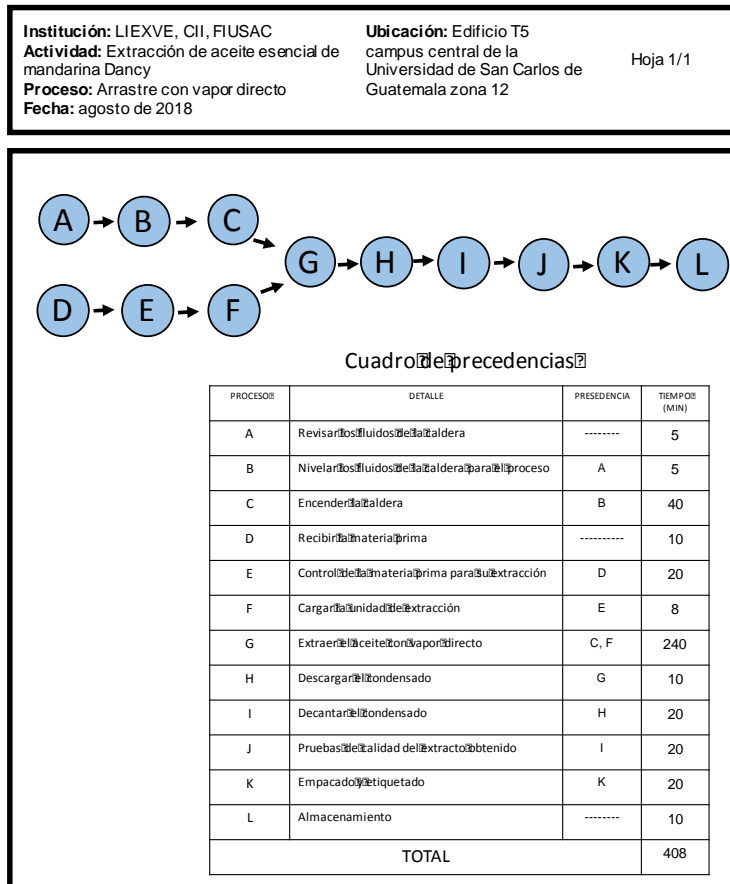 Institución: LIEXVE, CII, FIUSAC
Actividad: Extracción de aceite esencial de
mandarina Dancy
Proceso: Arrastre con vapor directo
Fecha: agosto de 2018
Ubicación: Edificio T5
campus central de la
Universidad de San Carlos de
Guatemala zona 12
Hoja 1/1
A B C
G H I J K L
D E F
Cuadro de precedencias
PROCESO DETALLE PRESEDENCIA TIEMPO
(MIN)
A Revisar los fluidos de la caldera -------- 5
B Nivelar los fluidos de la caldera para el proceso A 5
C Encender la caldera B 40
D Recibir la materia prima ---------- 10
E Control de la materia prima para su extracción D 20
F Cargar la unidad de extracción E 8
G Extraer el aceite con vapor directo C, F 240
H Descargar el condensado G 10
I Decantar el condensado H 20
J Pruebas de calidad del extracto obtenido I 20
K Empacado y etiquetado K 20
L Almacenamiento -------- 10
TOTAL 408